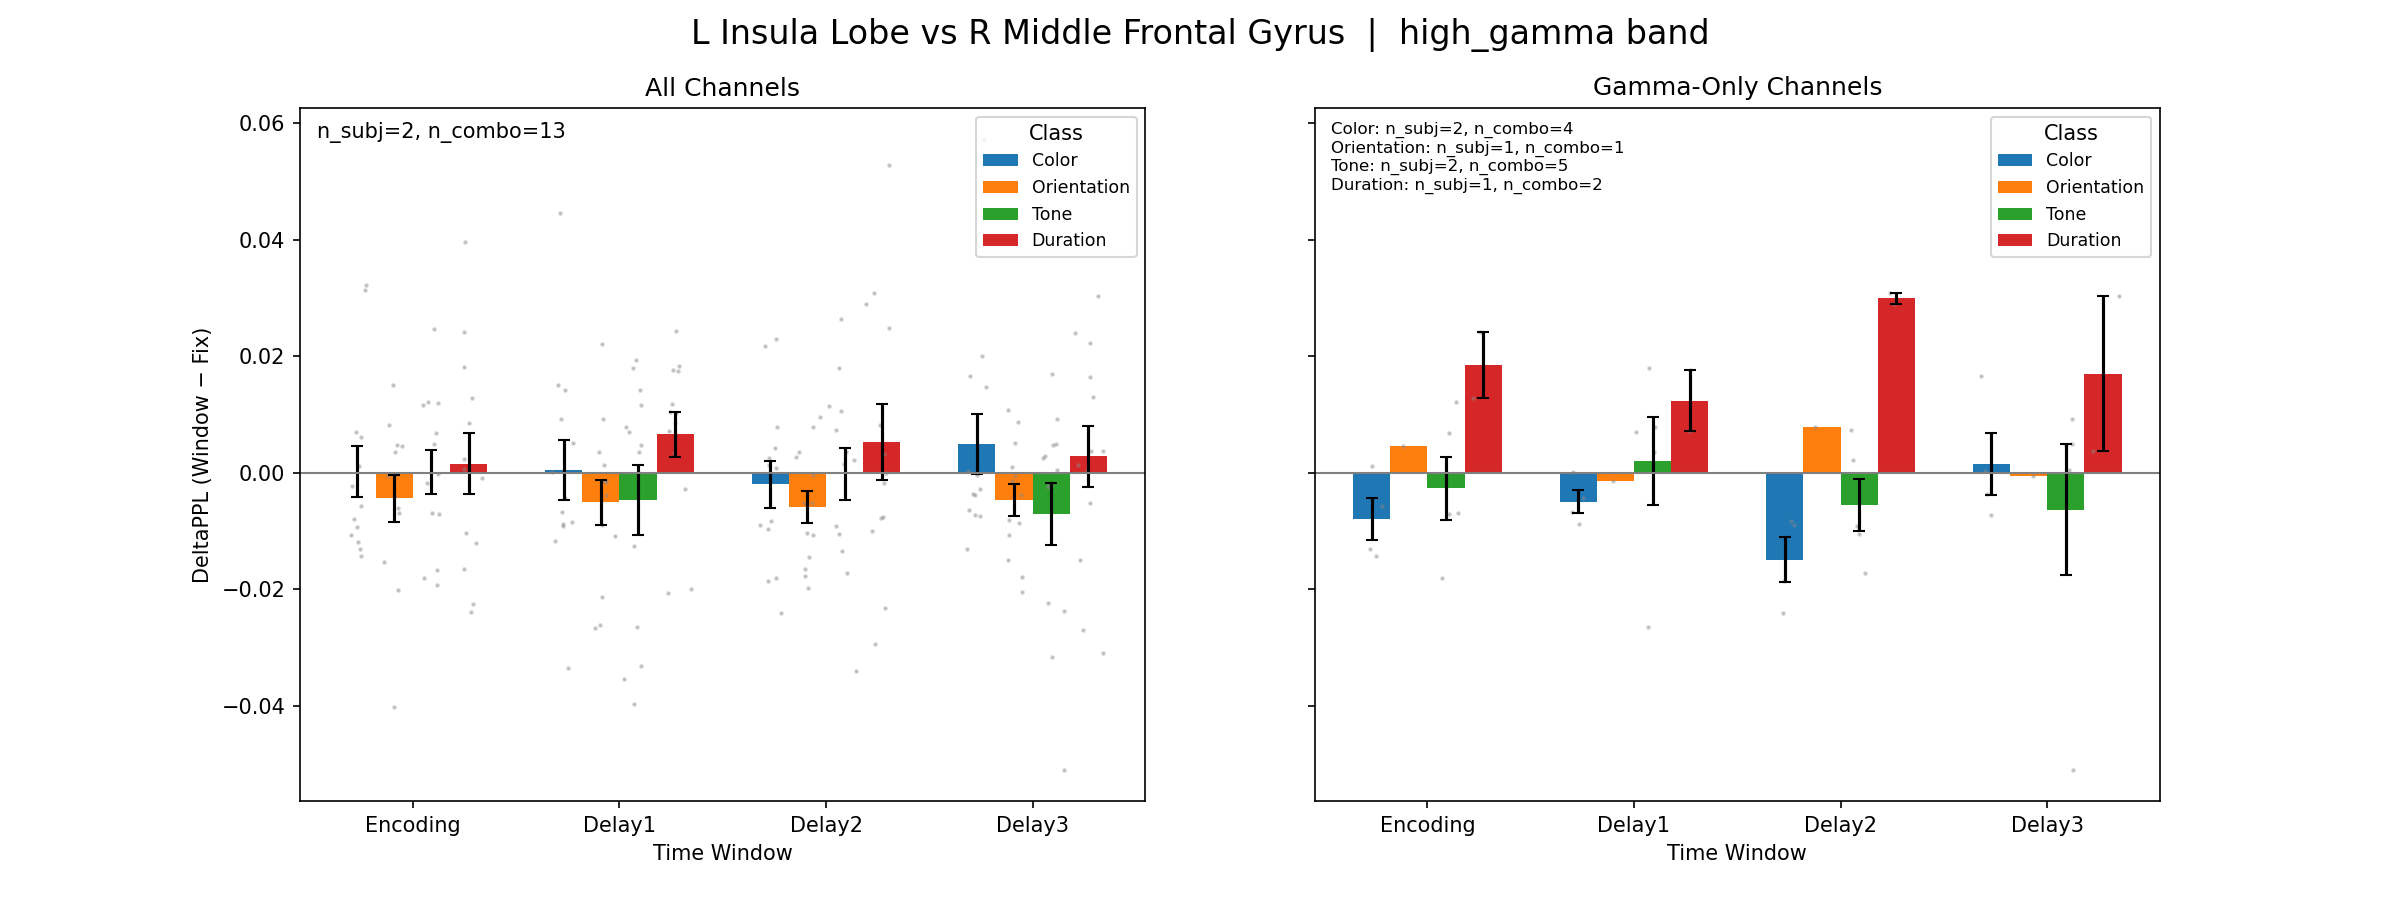 L Insula Lobe vs R Middle Frontal Gyrus | high_gamma band
All Channels
n_subj=2, n_combo=13
Class
Color
Orientation
Tone
Duration
0.06
0.04
0.02
0.00
−0.02
−0.04
DeltaPPL (Window − Fix)
Encoding
Delay1
Delay2
Delay3
Time Window
Gamma-Only Channels
Color: n_subj=2, n_combo=4
Orientation: n_subj=1, n_combo=1
Tone: n_subj=2, n_combo=5
Duration: n_subj=1, n_combo=2
Class
Color
Orientation
Tone
Duration
Encoding
Delay1
Delay2
Delay3
Time Window